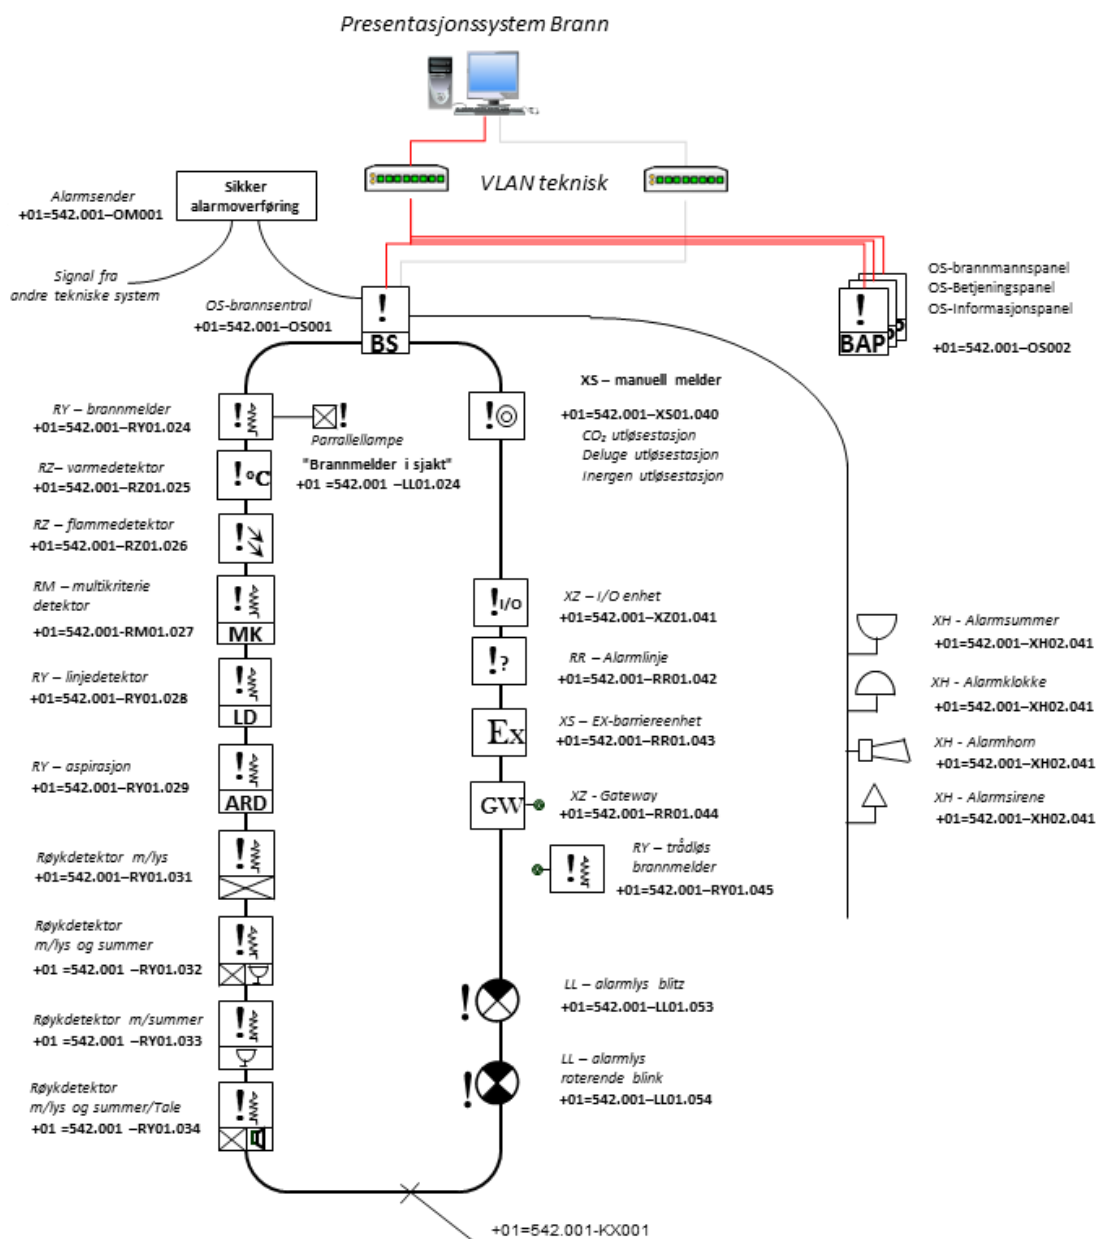 Presentasjonssystem Brann
VLAN teknisk
Sikker
alarmoverføring
Alarmsender
+01=542.001–OM001
Signal fra
andre tekniske system
OS-brannsentral
+01=542.001–OS001
!
BS
OS-brannmannspanel
OS-Betjeningspanel
OS-Informasjonspanel
!
BAP
+01=542.001–OS002
RY – brannmelder
+01=542.001–RY01.024
!
!
Parrallellampe
"Brannmelder i sjakt"
+01 =542.001 –LL01.024
RZ– varmedetektor
+01=542.001–RZ01.025
!°C
RZ – flammedetektor
+01=542.001–RZ01.026
!
RM – multikriterie
detektor
+01=542.001-RM01.027
!
MK
RY – linjedetektor
+01=542.001–RY01.028
!
LD
RY – aspirasjon
+01=542.001–RY01.029
!
ARD
Røykdetektor m/lys
+01=542.001–RY01.031
!
Røykdetektor
m/lys og summer
+01 =542.001 –RY01.032
!
Røykdetektor m/summer
+01 =542.001 –RY01.033
!
Røykdetektor
m/lys og summer/Tale
+01 =542.001 –RY01.034
!
!
XS – manuell melder
+01=542.001–XS01.040
CO₂ utløsestasjon
Deluge utløsestasjon
Inergen utløsestasjon
!I/O
XZ – I/O enhet
+01=542.001–XZ01.041
!?
RR – Alarmlinje
+01=542.001–RR01.042
Ex
XS – EX-barriereenhet
+01=542.001–RR01.043
GW
XZ - Gateway
+01=542.001–RR01.044
!
RY – trådløs
brannmelder
+01=542.001–RY01.045
!
LL – alarmlys blitz
+01=542.001–LL01.053
!
LL – alarmlys
roterende blink
+01=542.001–LL01.054
XH - Alarmsummer
+01=542.001–XH02.041
XH - Alarmklokke
+01=542.001–XH02.041
XH - Alarmhorn
+01=542.001–XH02.041
XH - Alarmsirene
+01=542.001–XH02.041
+01=542.001-KX001